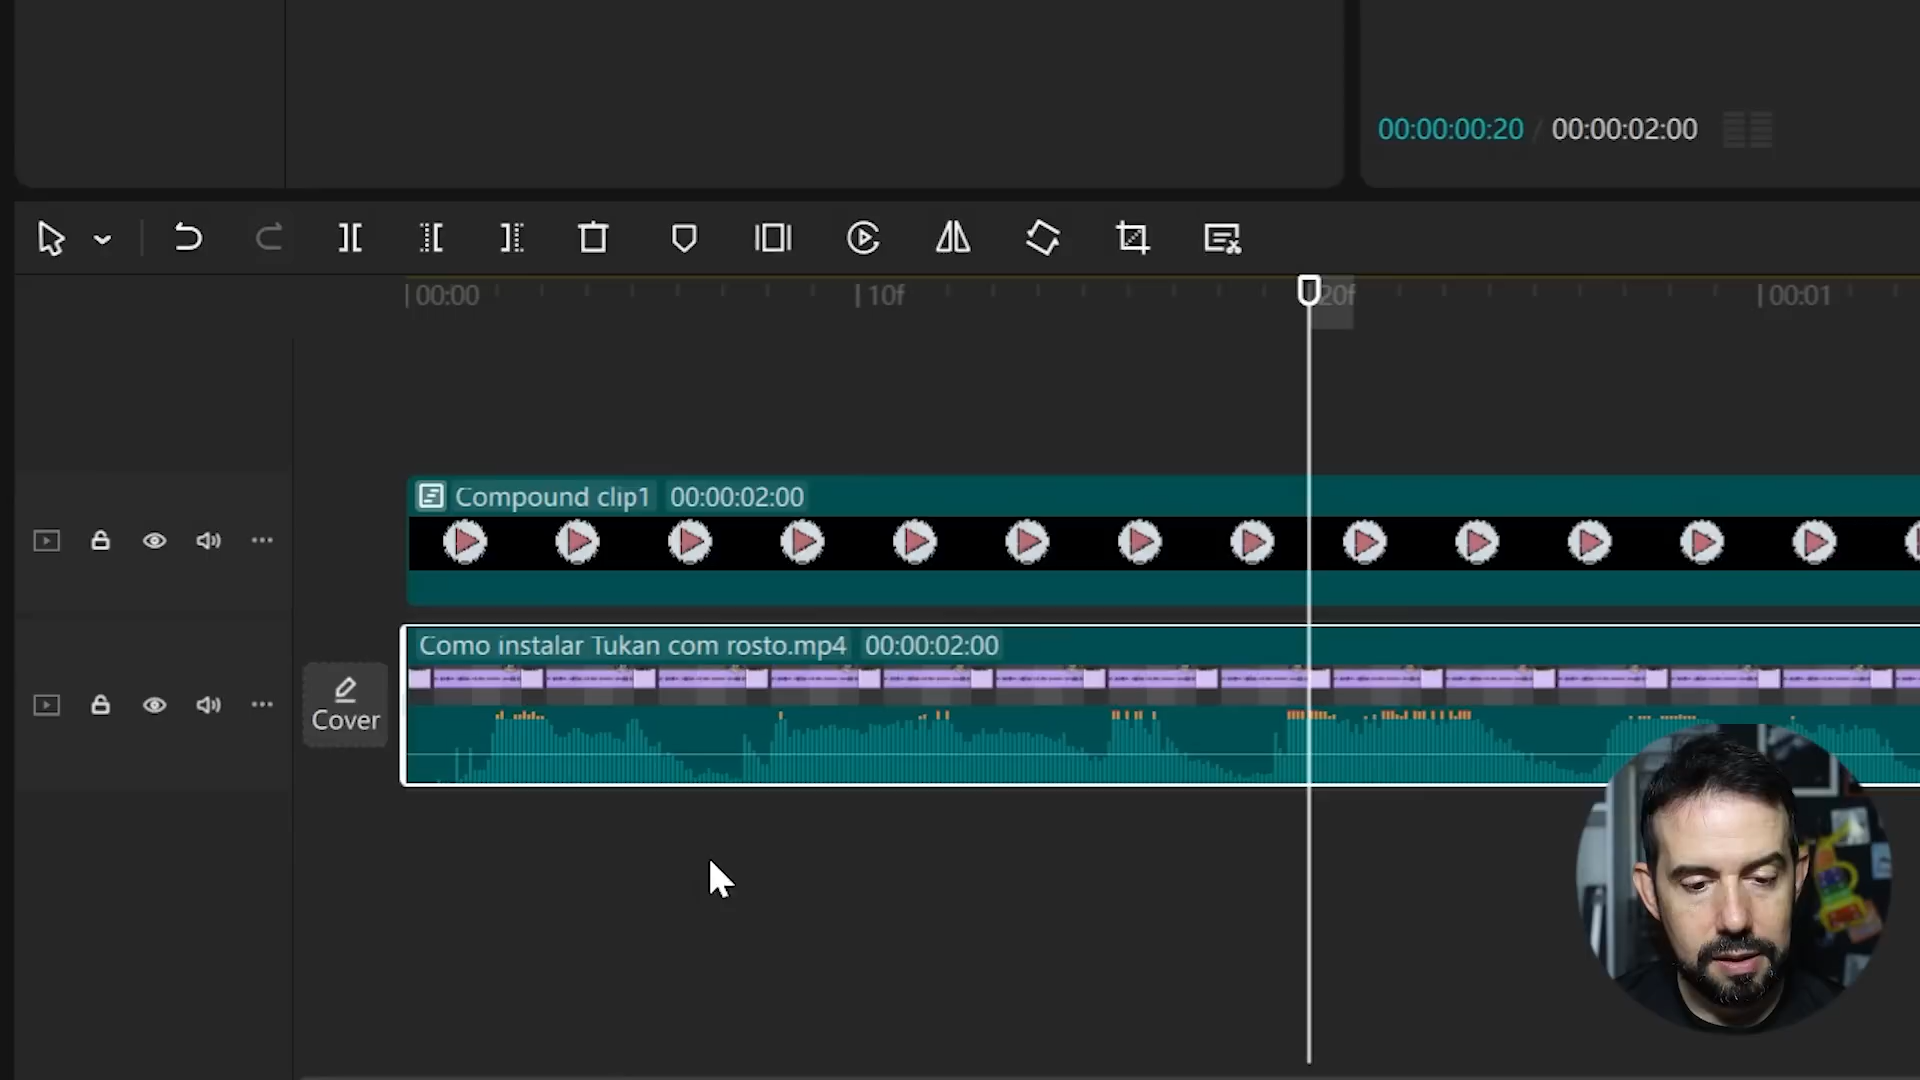 00:00:00:20 / 00:00:02:00
00:00
10f
20f
00:01
Compound clip1 00:00:02:00
Como instalar Tukan com rosto.mp4 00:00:02:00
Cover